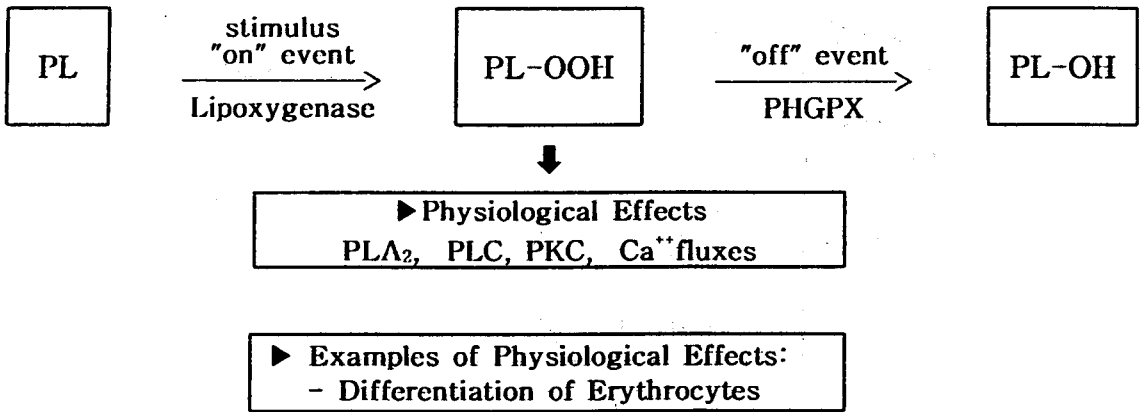 PL
stimulus
"on" event
Lipoxygenase
PL-OOH
"off" event
PHGPX
PL-OH
▶Physiological Effects
PLA₂, PLC, PKC, Ca⁺⁺fluxes
▶ Examples of Physiological Effects:
- Differentiation of Erythrocytes